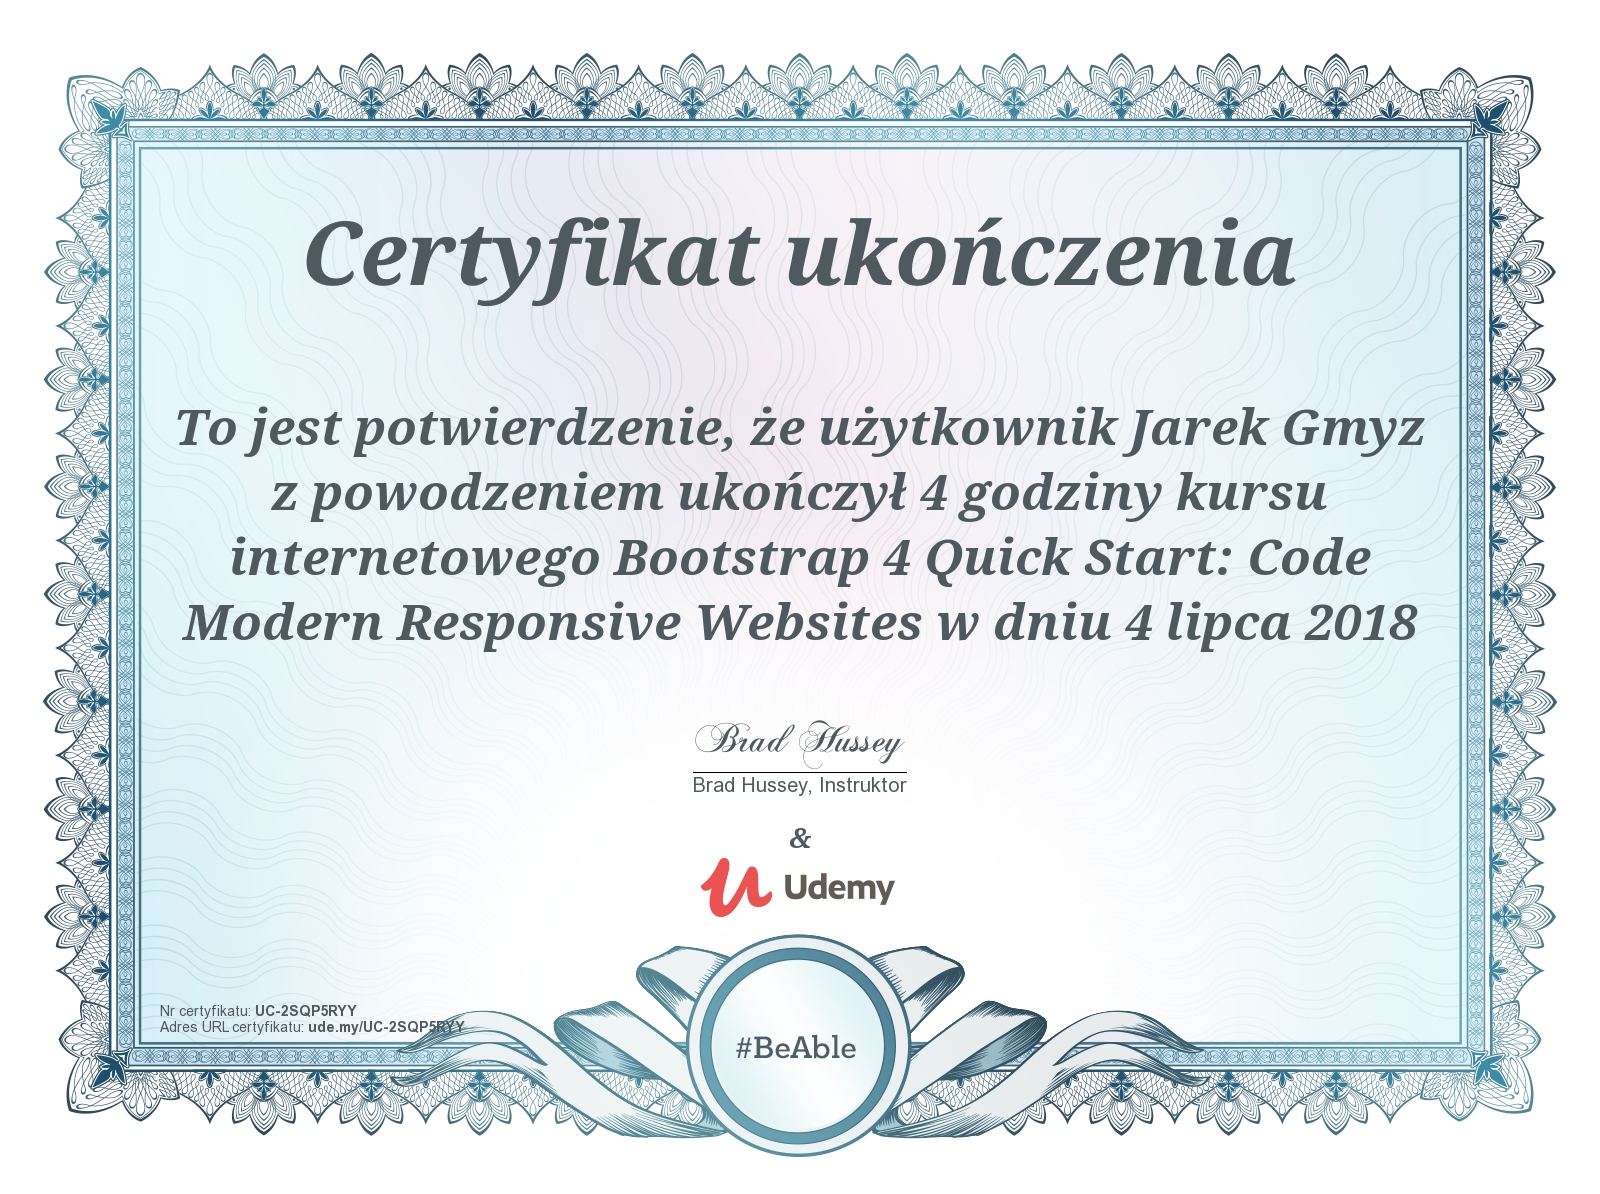 Certyfikat ukończenia
To jest potwierdzenie, że użytkownik Jarek Gmyz
z powodzeniem ukończył 4 godziny kursu
internetowego Bootstrap 4 Quick Start: Code
Modern Responsive Websites w dniu 4 lipca 2018
Brad Hussey
Brad Hussey, Instruktor
&
Udemy
Nr certyfikatu: UC-2SQP5RYY
Adres URL certyfikatu: ude.my/UC-2SQP5RYY
#BeAble